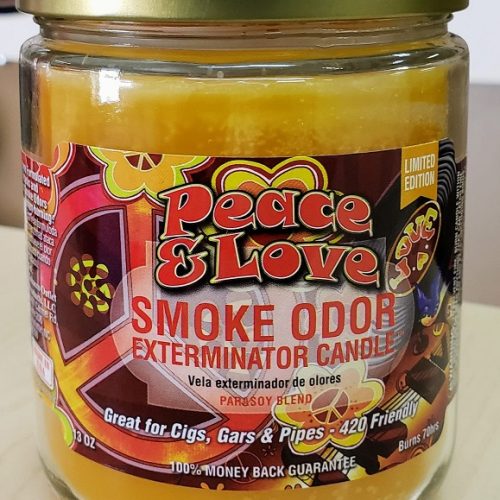 LIMITED
EDITION
Peace
& Love
LOVE
SMOKE ODOR
EXTERMINATOR CANDLE
Vela exterminador de olores
PARASOY BLEND
Great for Cigs, Gars & Pipes - 420 Friendly
13 OZ
Burns 70hrs
100% MONEY BACK GUARANTEE